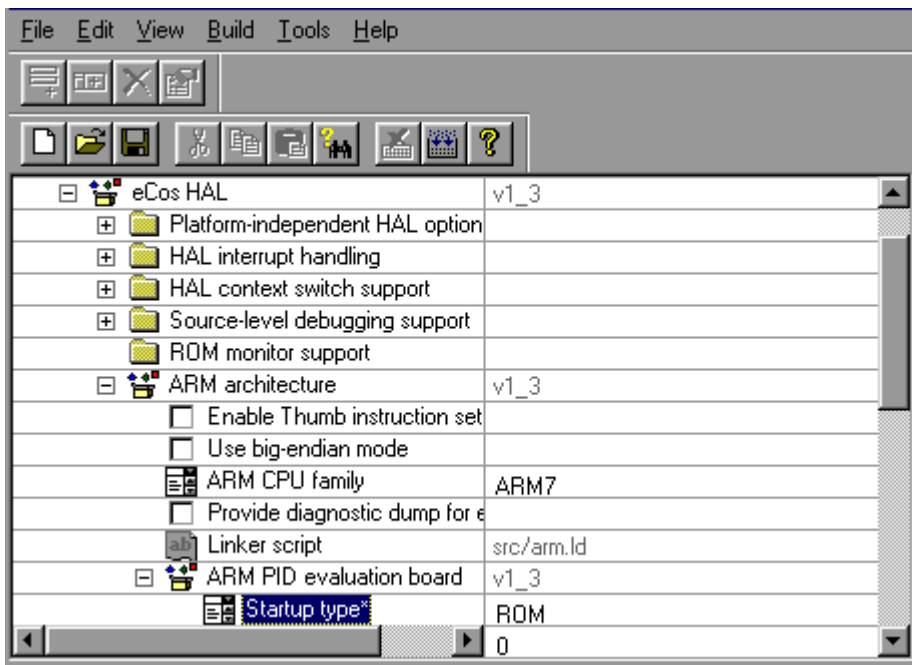 File Edit View Build Tools Help
eCos HAL v1_3
Platform-independent HAL option
HAL interrupt handling
HAL context switch support
Source-level debugging support
ROM monitor support
ARM architecture v1_3
Enable Thumb instruction set
Use big-endian mode
ARM CPU family ARM7
Provide diagnostic dump for e
ab Linker script src/arm.ld
ARM PID evaluation board v1_3
Startup type* ROM
0